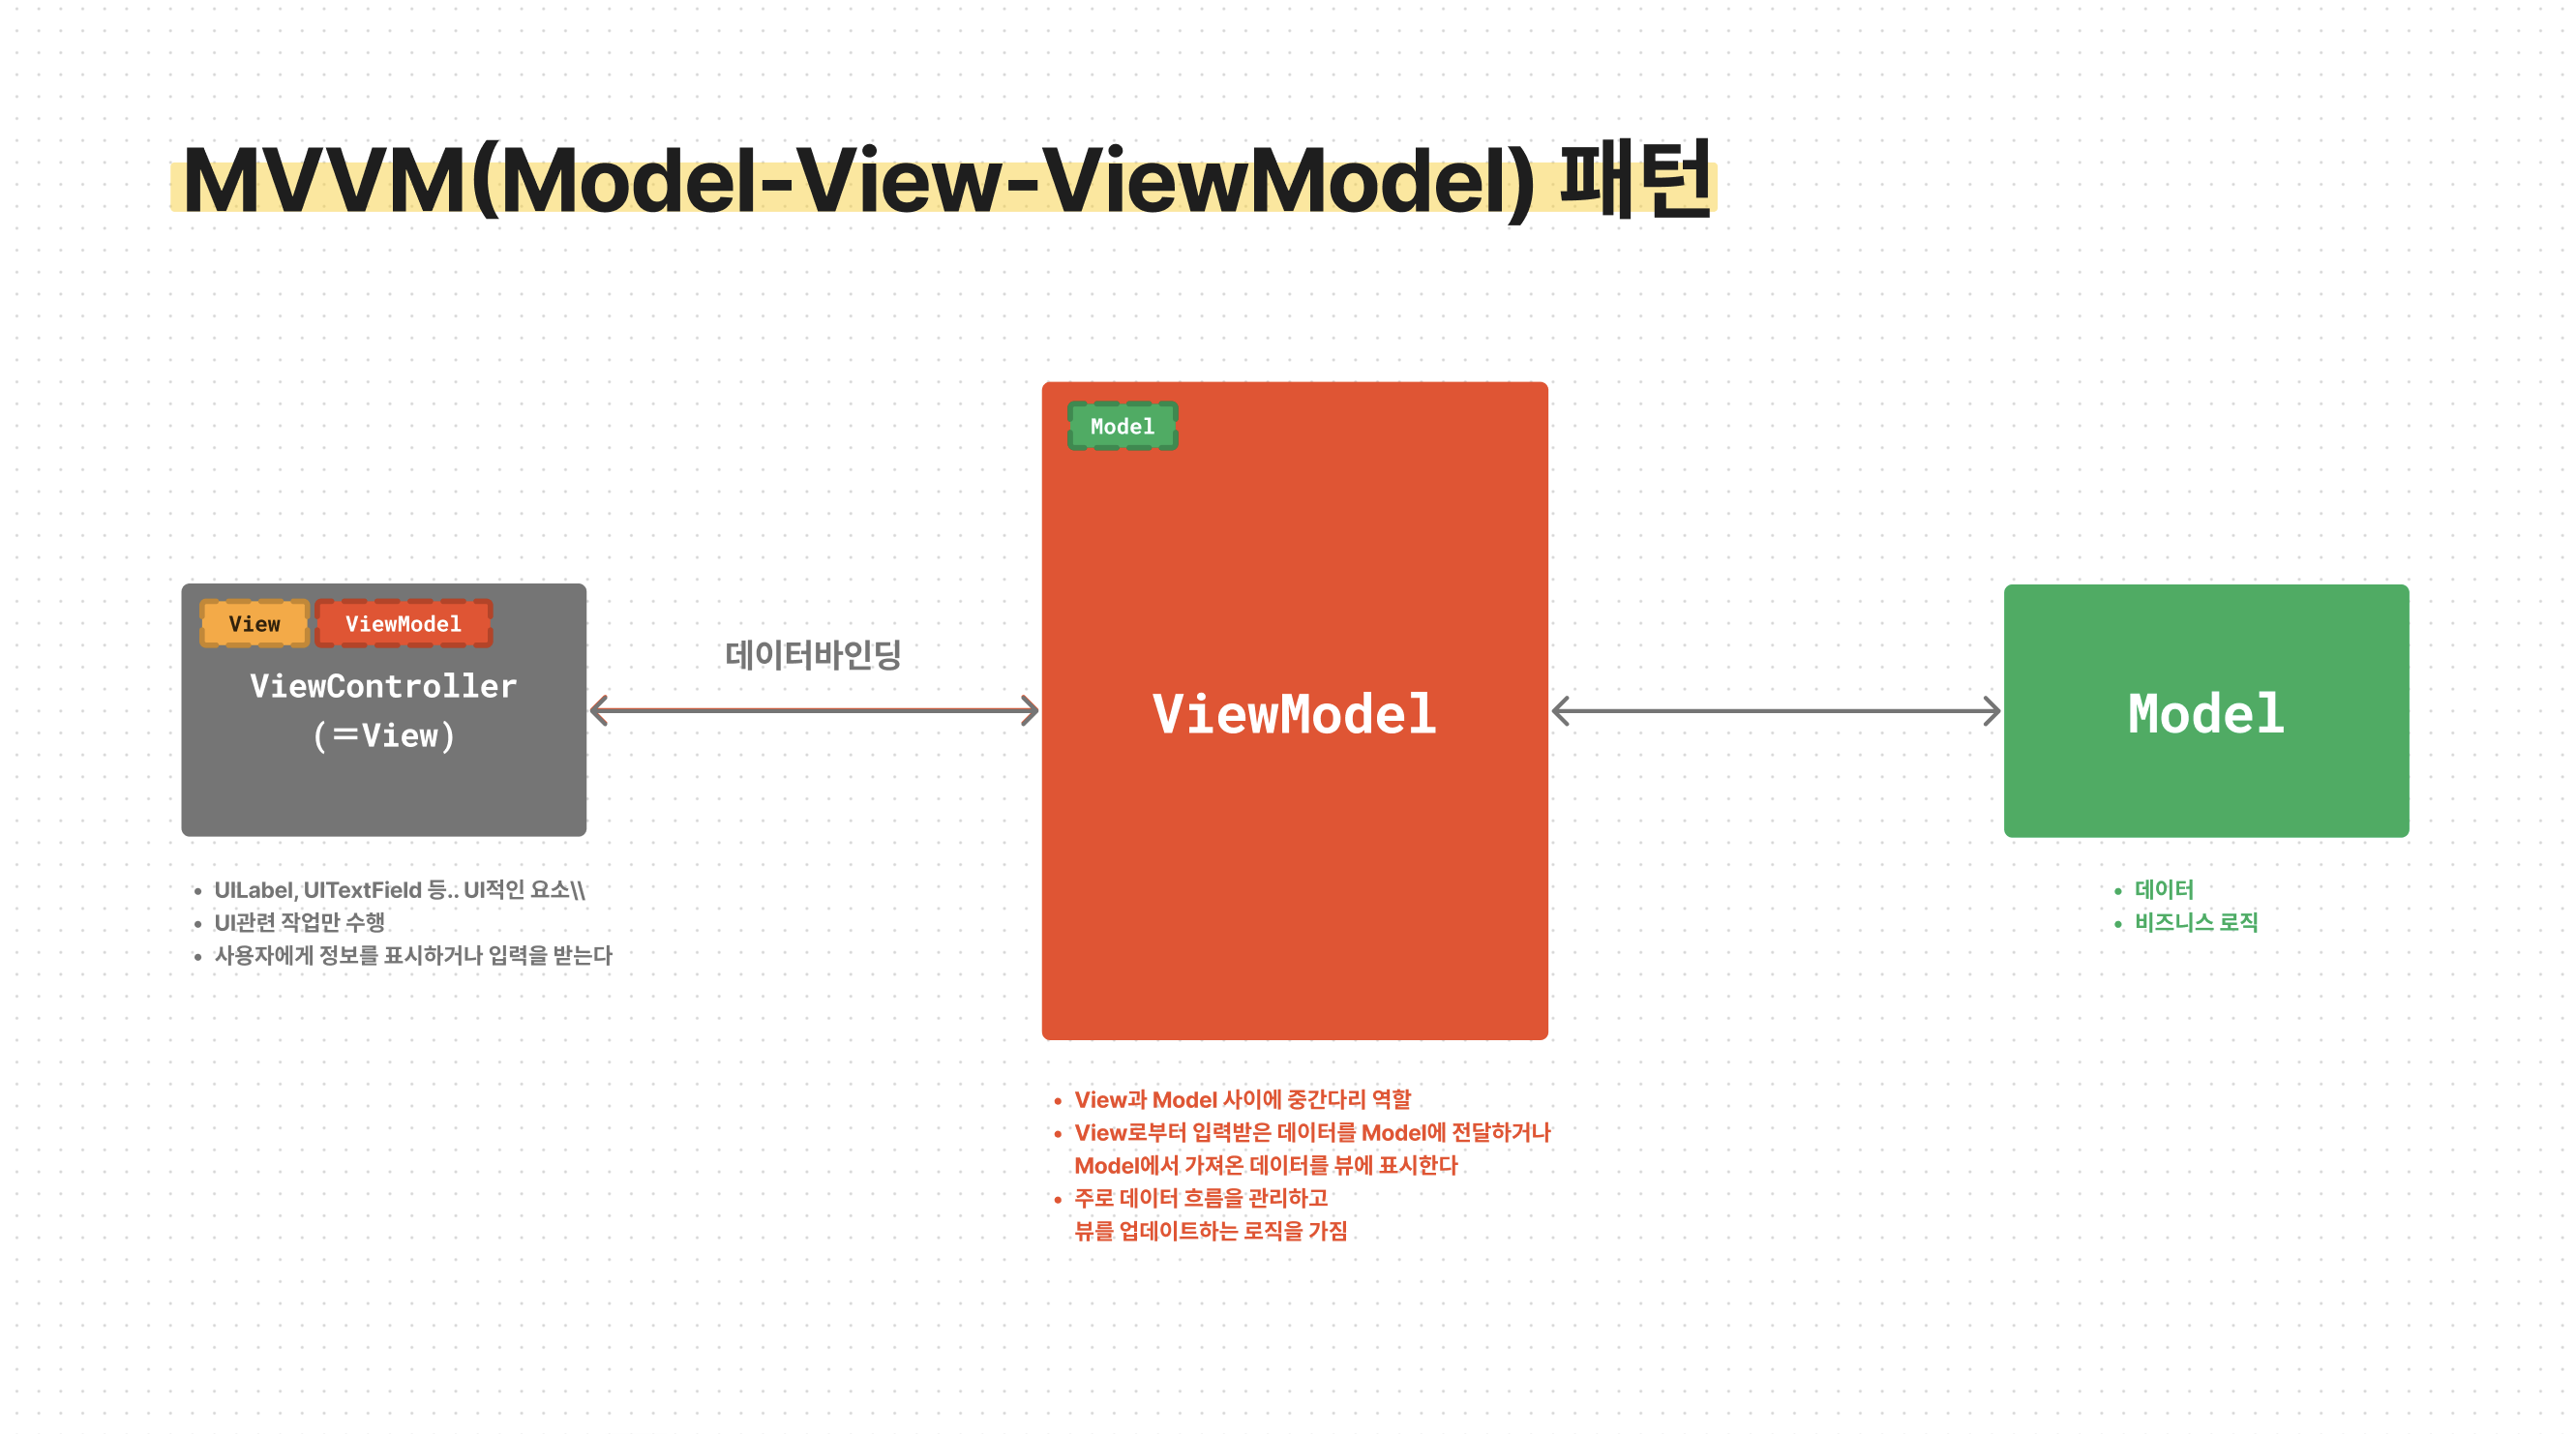 MVVM(Model-View-ViewModel) 패턴
Model
View
ViewModel
ViewController
(=View)
데이터바인딩
ViewModel
Model
• UILabel, UITextField 등.. UI적인 요소\\
• UI관련 작업만 수행
• 사용자에게 정보를 표시하거나 입력을 받는다
• 데이터
• 비즈니스 로직
• View과 Model 사이에 중간다리 역할
• View로부터 입력받은 데이터를 Model에 전달하거나
Model에서 가져온 데이터를 뷰에 표시한다
• 주로 데이터 흐름을 관리하고
뷰를 업데이트하는 로직을 가짐